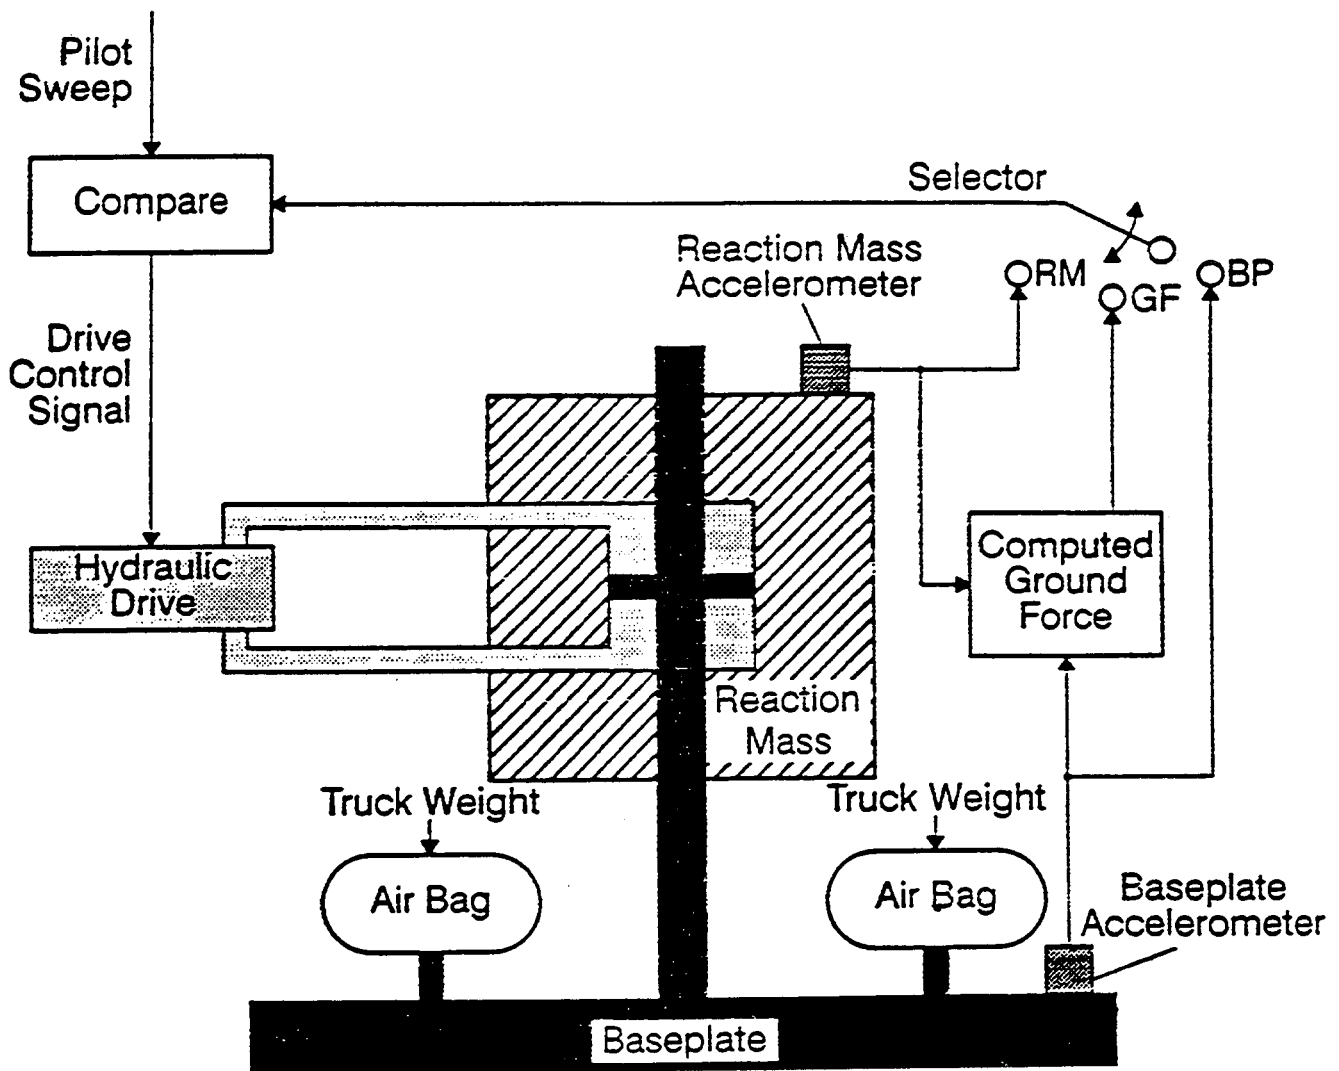 Pilot
Sweep
Compare
Selector
Reaction Mass
Accelerometer
RM
GF
BP
Drive
Control
Signal
Hydraulic
Drive
Computed
Ground
Force
Reaction
Mass
Truck Weight
Truck Weight
Air Bag
Air Bag
Baseplate
Accelerometer
Baseplate